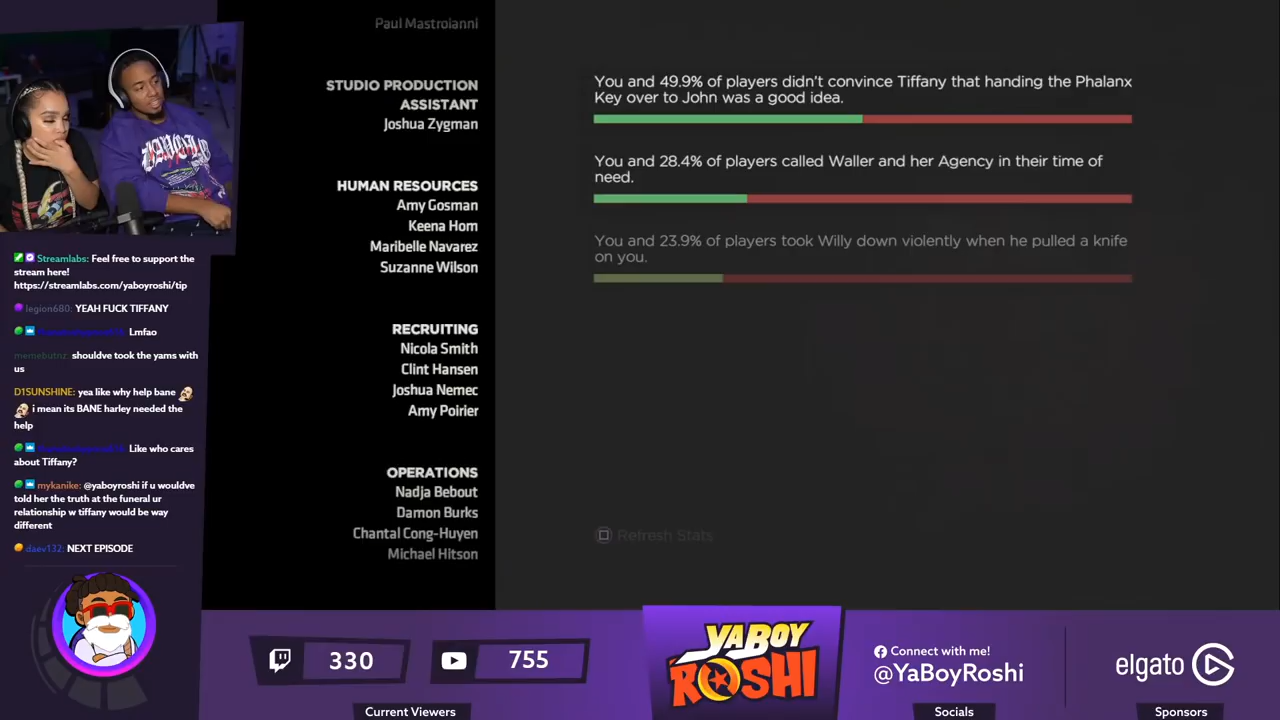 Paul Mastroianni
STUDIO PRODUCTION
ASSISTANT
Joshua Zygman
HUMAN RESOURCES
Amy Gosman
Keena Hom
Maribelle Navarez
Suzanne Wilson
RECRUITING
Nicola Smith
Clint Hansen
Joshua Nemec
Amy Poirier
OPERATIONS
Nadja Bebout
Damon Burks
Chantal Cong-Huyen
Michael Hitson
You and 49.9% of players didn't convince Tiffany that handing the Phalanx
Key over to John was a good idea.
You and 28.4% of players called Waller and her Agency in their time of
need.
You and 23.9% of players took Willy down violently when he pulled a knife
on you.
Refresh Stats
Streamlabs: Feel free to support the
stream here!
https://streamlabs.com/yaboyroshi/tip
legion680: YEAH FUCK TIFFANY
Lmfao
memebutnz: shouldve took the yams with
us
D1SUNSHINE: yea like why help bane
i mean its BANE harley needed the
help
Like who cares
about Tiffany?
mykanike: @yaboyroshi if u wouldve
told her the truth at the funeral ur
relationship w tiffany would be way
different
daev132: NEXT EPISODE
330
755
Current Viewers
YABOY
ROSHI
Connect with me!
@YaBoyRoshi
Socials
elgato
Sponsors